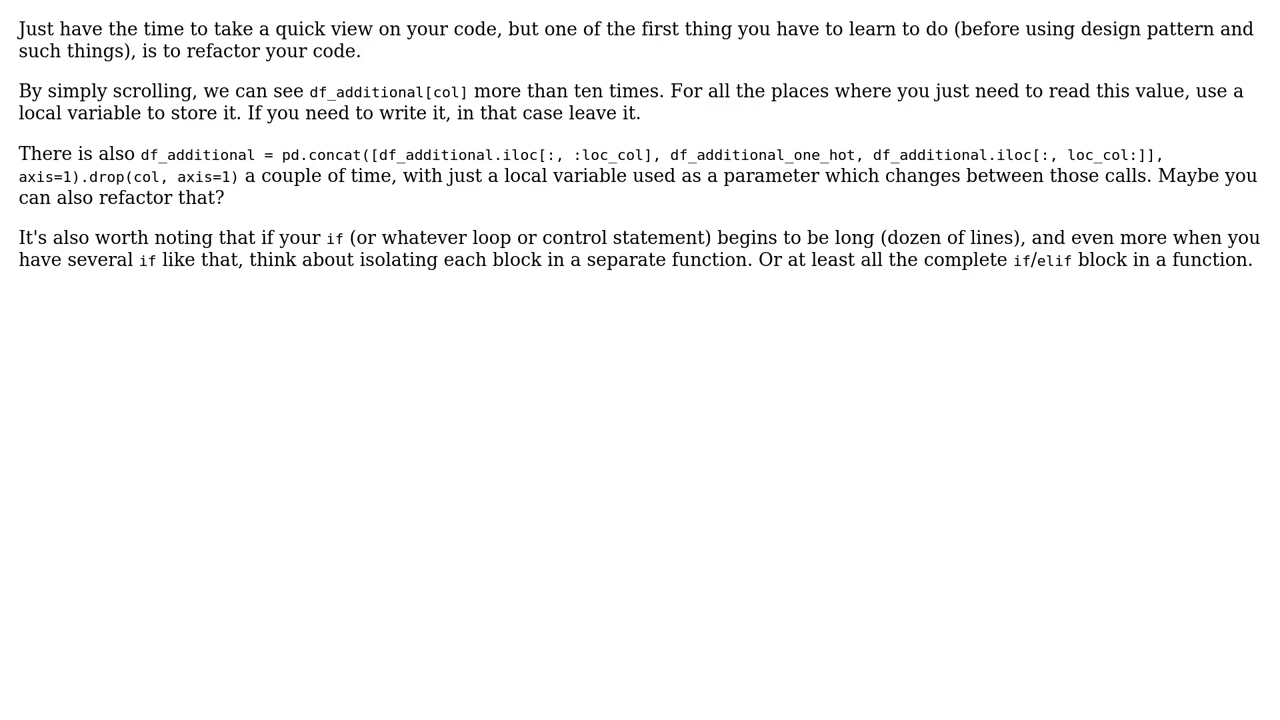 Just have the time to take a quick view on your code, but one of the first thing you have to learn to do (before using design pattern and
such things), is to refactor your code.
By simply scrolling, we can see df_additional[col] more than ten times. For all the places where you just need to read this value, use a
local variable to store it. If you need to write it, in that case leave it.
There is also df_additional = pd.concat([df_additional.iloc[:, :loc_col], df_additional_one_hot, df_additional.iloc[:, loc_col:]],
axis=1).drop(col, axis=1) a couple of time, with just a local variable used as a parameter which changes between those calls. Maybe you
can also refactor that?
It's also worth noting that if your if (or whatever loop or control statement) begins to be long (dozen of lines), and even more when you
have several if like that, think about isolating each block in a separate function. Or at least all the complete if/elif block in a function.